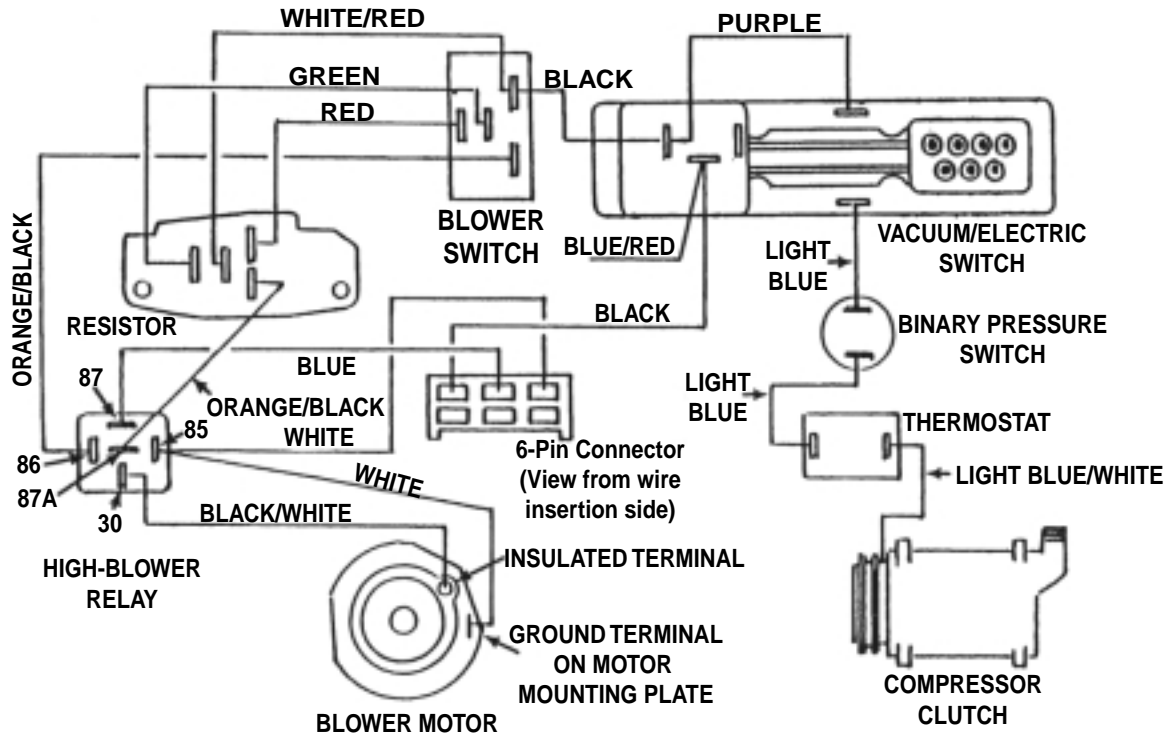 WHITE/RED
PURPLE
GREEN
BLACK
RED
BLOWER
SWITCH
ORANGE/BLACK
BLUE/RED
LIGHT
BLUE
VACUUM/ELECTRIC
SWITCH
RESISTOR
BLACK
BINARY PRESSURE
SWITCH
87
BLUE
LIGHT
BLUE
ORANGE/BLACK
85
WHITE
THERMOSTAT
86
6-Pin Connector
(View from wire
insertion side)
WHITE
LIGHT BLUE/WHITE
87A
30
BLACK/WHITE
HIGH-BLOWER
RELAY
INSULATED TERMINAL
GROUND TERMINAL
ON MOTOR
MOUNTING PLATE
BLOWER MOTOR
COMPRESSOR
CLUTCH